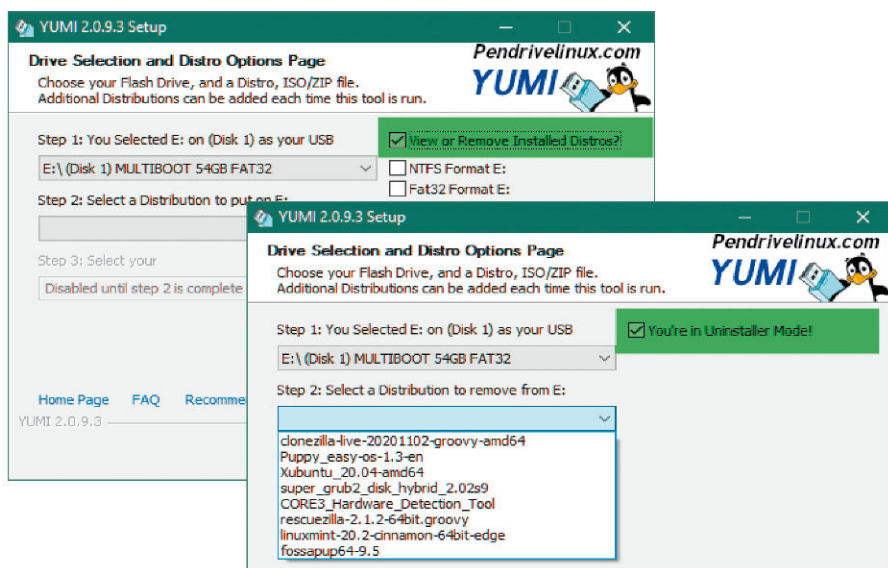 YUMI 2.0.9.3 Setup
Drive Selection and Distro Options Page
Choose your Flash Drive, and a Distro, ISO/ZIP file.
Additional Distributions can be added each time this tool is run.
Pendrivelinux.com
YUMI
Step 1: You Selected E: on (Disk 1) as your USB
View or Remove Installed Distros?
E:\ (Disk 1) MULTIBOOT 54GB FAT32
NTFS Format E:
Fat32 Format E:
Step 2: Select a Distribution to put on E:
Step 3: Select your
Disabled until step 2 is complete
Home Page FAQ
YUMI 2.0.9.3
YUMI 2.0.9.3 Setup
Drive Selection and Distro Options Page
Choose your Flash Drive, and a Distro, ISO/ZIP file.
Additional Distributions can be added each time this tool is run.
Pendrivelinux.com
YUMI
Step 1: You Selected E: on (Disk 1) as your USB
You're in Uninstaller Mode!
E:\ (Disk 1) MULTIBOOT 54GB FAT32
Step 2: Select a Distribution to remove from E:
clonezilla-live-20201102-groovy-amd64
Puppy_easy-os-1.3-en
Xubuntu_20.04-amd64
super_grub2_disk_hybrid_2.02s9
CORE3_Hardware_Detection_Tool
rescuezilla-2.1.2-64bit.groovy
linuxmint-20.2-cinnamon-64bit-edge
fossapup64-9.5